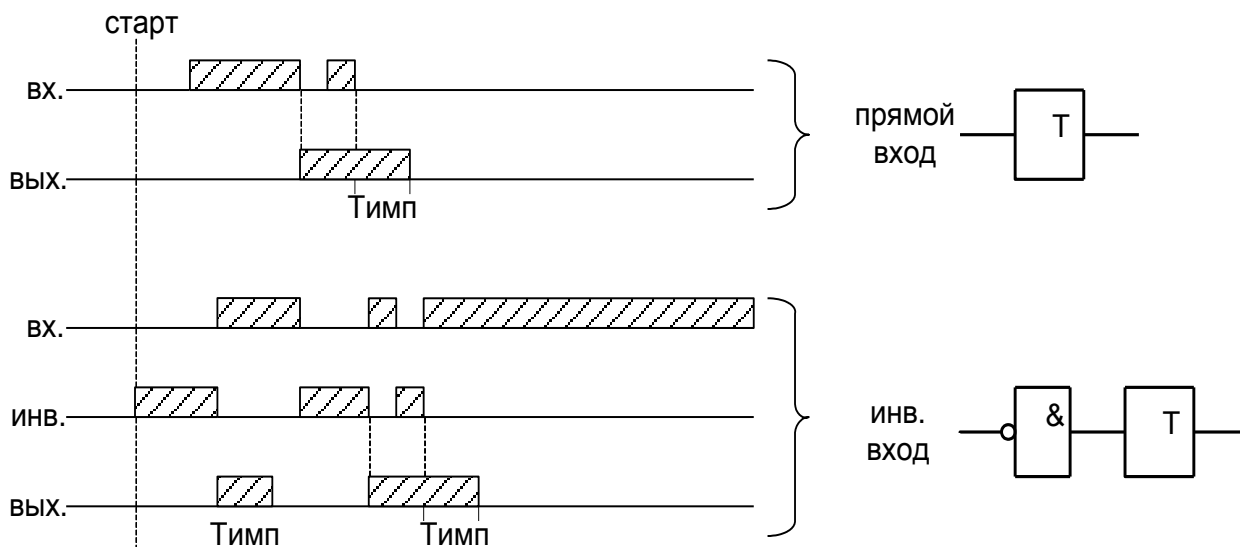 старт
вх.
вых.
Тимп
прямой
вход
Т
вх.
инв.
вых.
Тимп
Тимп
инв.
вход
&
Т